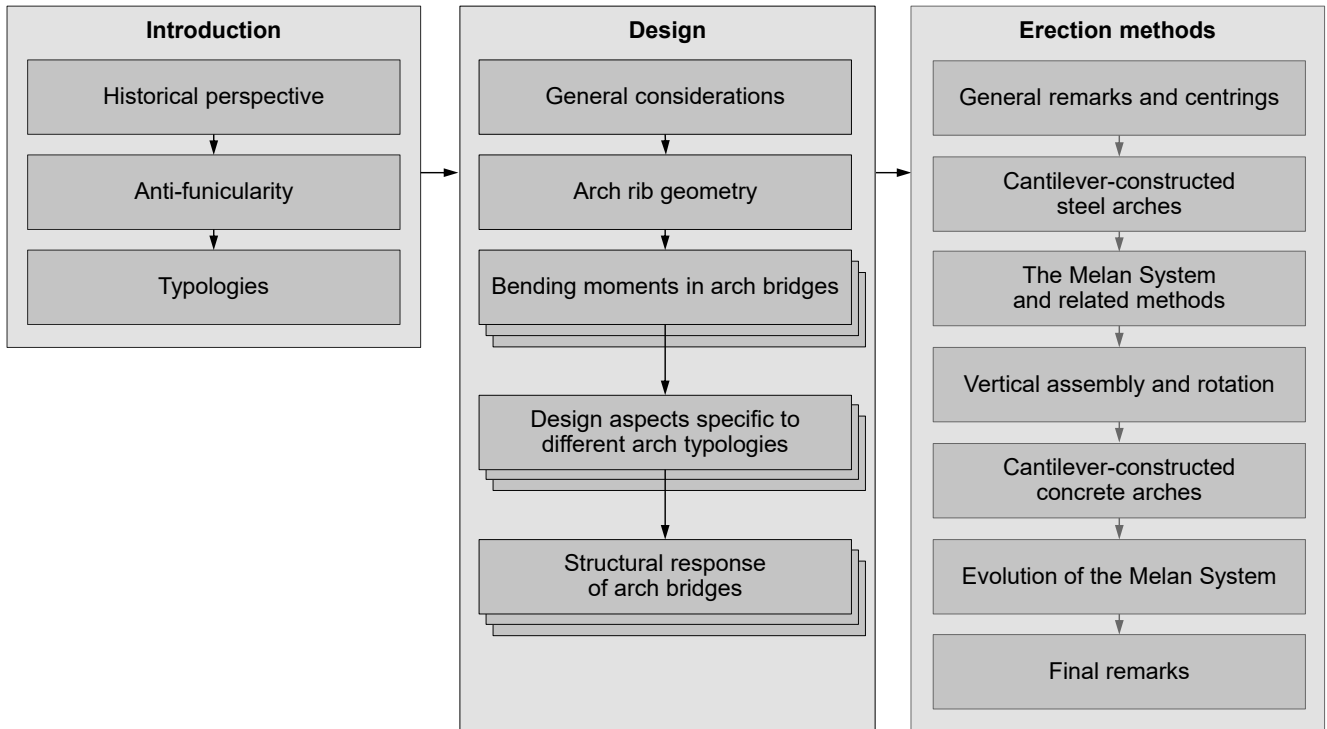 Introduction
Historical perspective
Anti-funicularity
Typologies
Design
General considerations
Arch rib geometry
Bending moments in arch bridges
Design aspects specific to
different arch typologies
Structural response
of arch bridges
Erection methods
General remarks and centrings
Cantilever-constructed
steel arches
The Melan System
and related methods
Vertical assembly and rotation
Cantilever-constructed
concrete arches
Evolution of the Melan System
Final remarks